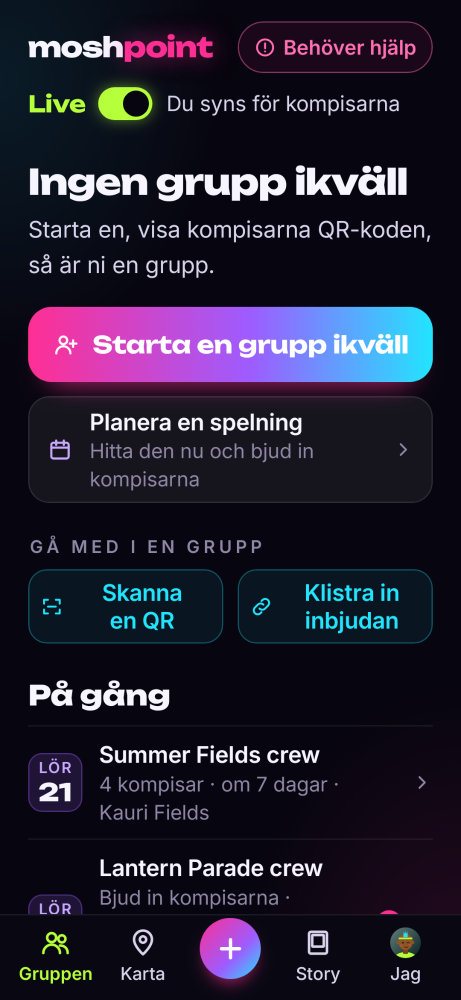 moshpoint
Behöver hjälp
Live
Du syns för kompisarna
Ingen grupp ikväll
Starta en, visa kompisarna QR-koden,
så är ni en grupp.
Starta en grupp ikväll
Planera en spelning
Hitta den nu och bjud in
kompisarna
GÅ MED I EN GRUPP
Skanna
en QR
Klistra in
inbjudan
På gång
LÖR
21
Summer Fields crew
4 kompisar · om 7 dagar ·
Kauri Fields
Lantern Parade crew
Bjud in kompisarna ·
LÖR
Gruppen
Karta
Story
Jag